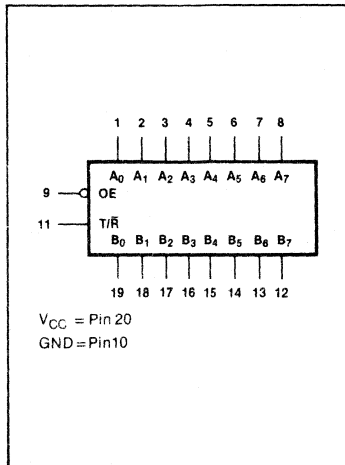 1 2 3 4 5 6 7 8
A₀ A₁ A₂ A₃ A₄ A₅ A₆ A₇
9 OE
11 T/R̅
B₀ B₁ B₂ B₃ B₄ B₅ B₆ B₇
19 18 17 16 15 14 13 12
V_CC = Pin 20
GND = Pin10